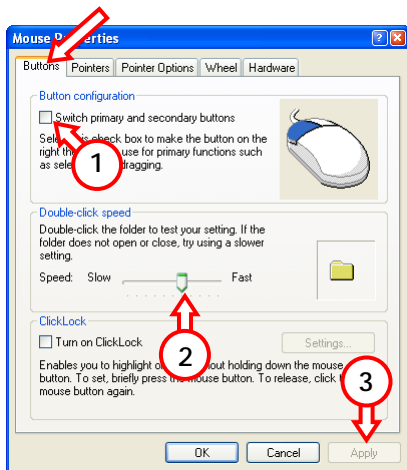 Mouse Properties
Buttons Pointers Pointer Options Wheel Hardware
Button configuration
Switch primary and secondary buttons
Select this check box to make the button on the
right the use for primary functions such
as sele dragging.
1
Double-click speed
Double-click the folder to test your setting. If the
folder does not open or close, try using a slower
setting.
Speed: Slow Fast
ClickLock
Turn on ClickLock
Settings...
2
Enables you to highlight or without holding down the mouse
button. To set, briefly press the mouse button. To release, click
mouse button again.
3
OK Cancel Apply